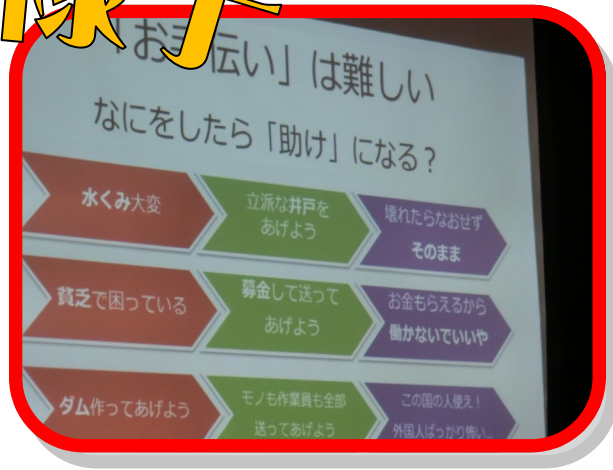 「お手伝い」は難しい
なにをしたら「助け」になる？
水くみ大変
立派な井戸を
あげよう
壊れたらなおせず
そのまま
貧乏で困っている
募金して送って
あげよう
お金もらえるから
働かないでいいや
ダム作ってあげよう
モノも作業員も全部
送ってあげよう
この国の人使え！
外国人ばっかり怖い…